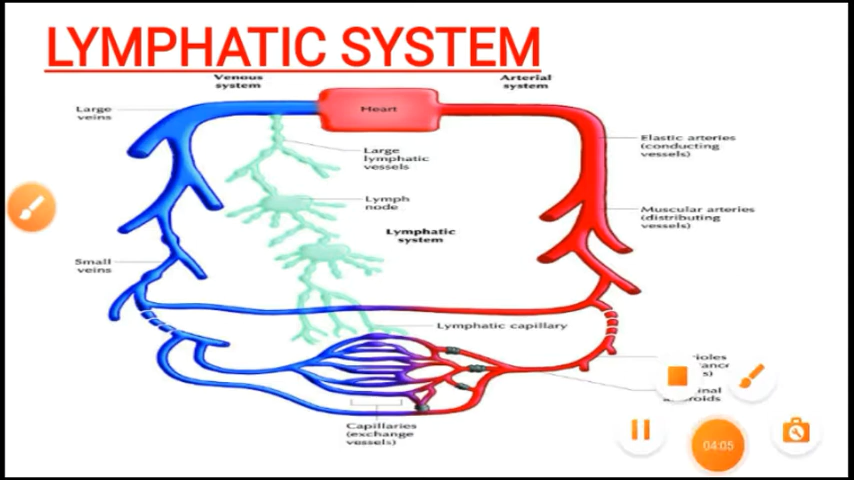 LYMPHATIC SYSTEM
Venous
system
Arterial
system
Large
veins
Heart
Elastic arteries
(conducting
vessels)
Large
lymphatic
vessels
Lymph
node
Muscular arteries
(distributing
vessels)
Lymphatic
system
Small
veins
Lymphatic capillary
Capillaries
(exchange
vessels)
04:05